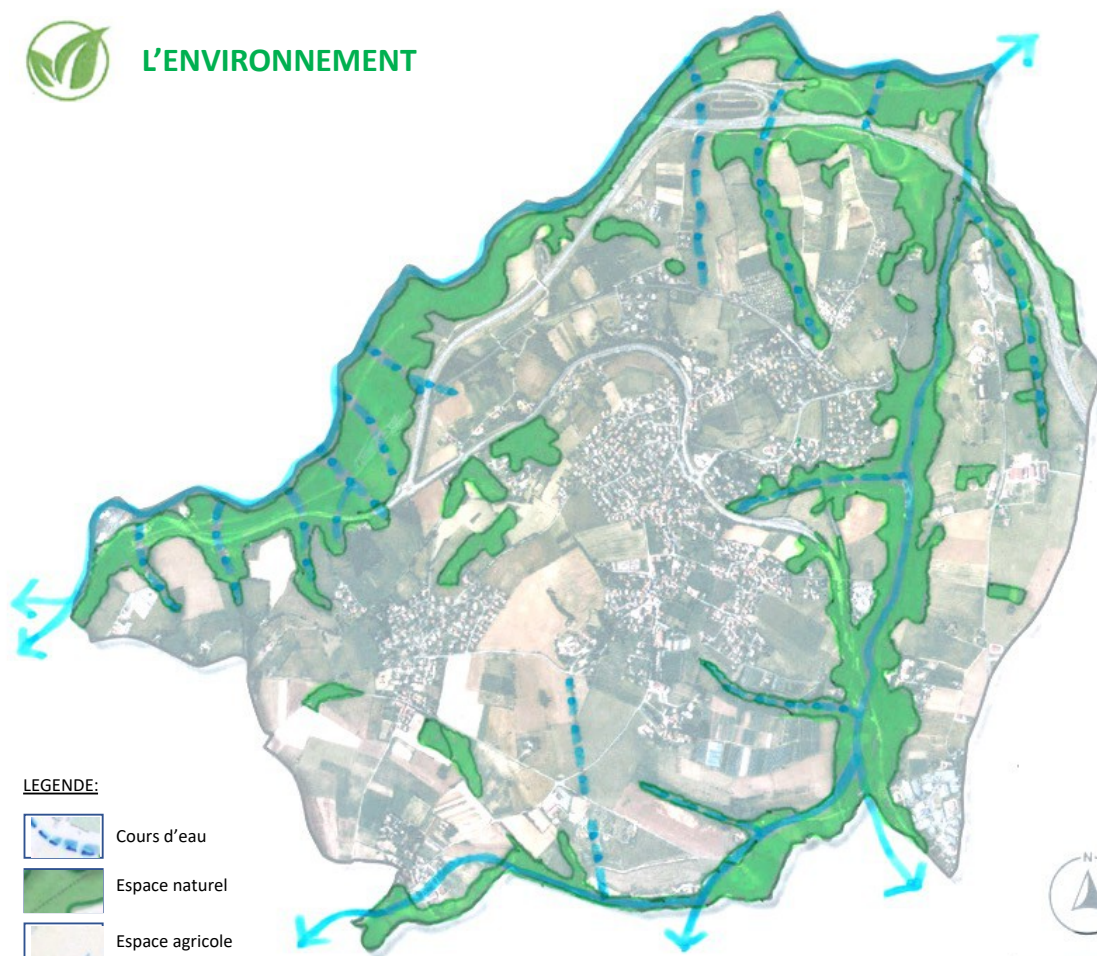 L'ENVIRONNEMENT
N
LEGENDE:
Cours d'eau
Espace naturel
Espace agricole